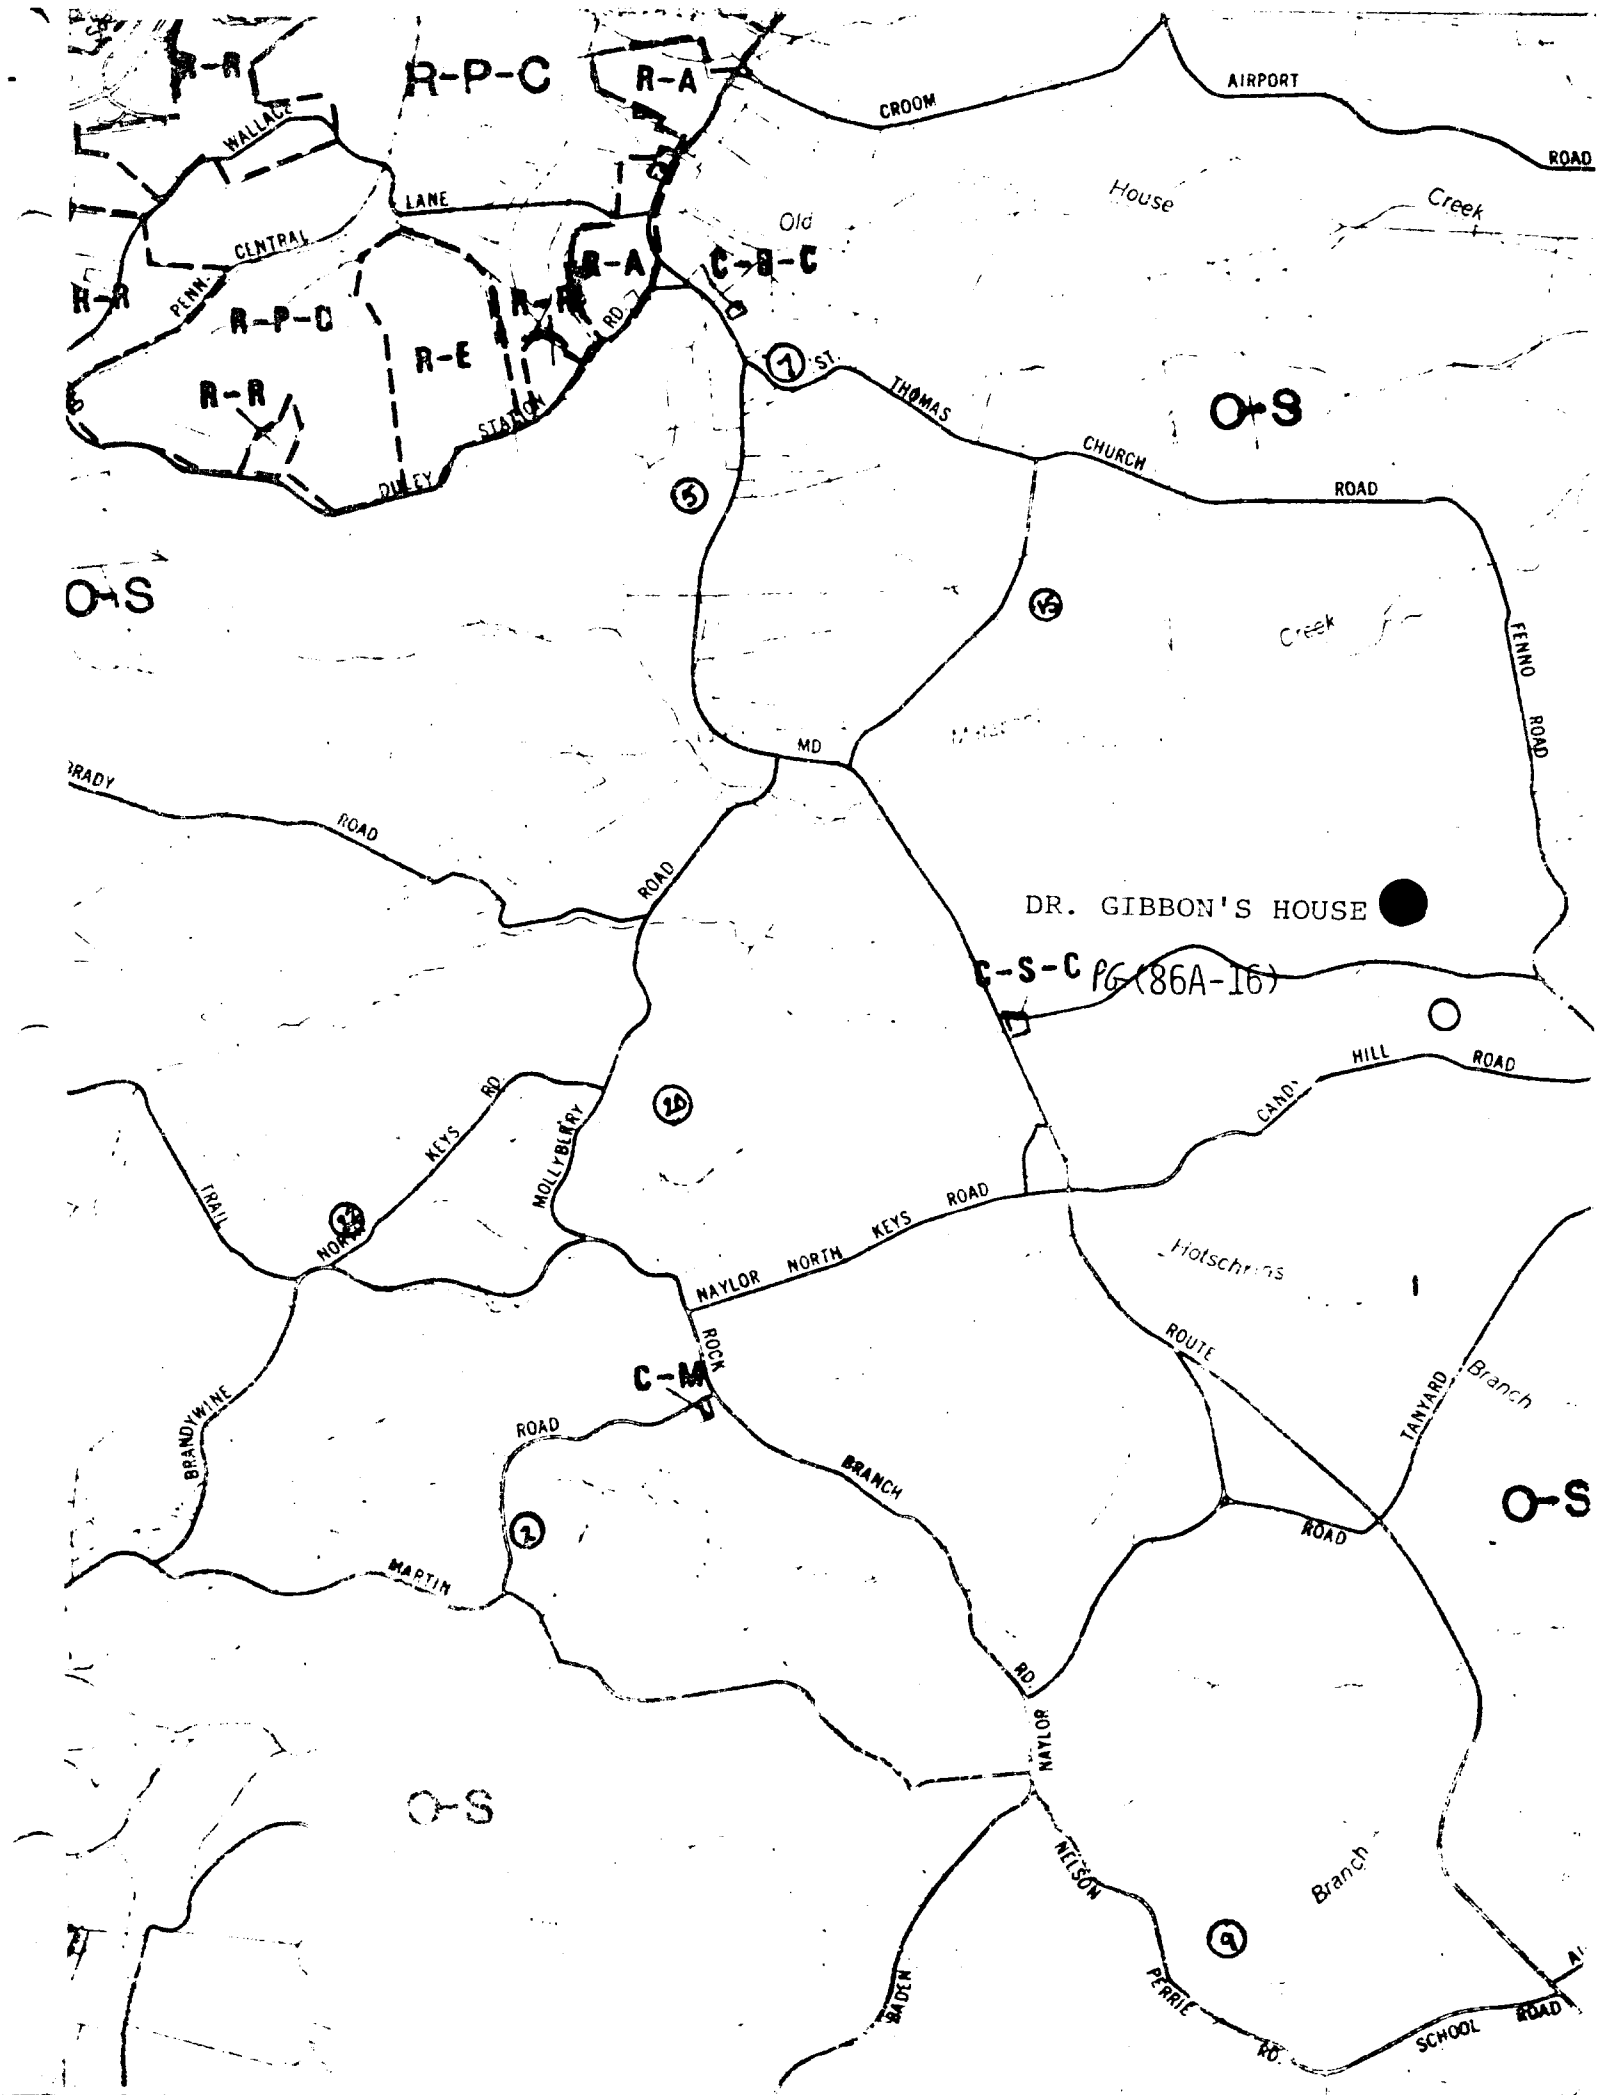 R-R
R-P-C
R-A
CROOM
AIRPORT
ROAD
WALLACE
LANE
House
Creek
Old
CENTRAL
R-A
C-B-C
PENN.
R-R
R-P-C
R-R
RD.
R-E
7
ST.
THOMAS
R-R
O-S
STATION
CHURCH
ROAD
DULEY
5
O-S
15
Creek
FENNO
ROAD
MD
BRADY
ROAD
ROAD
DR. GIBBON'S HOUSE
C-S-C PG (86A-16)
HILL
ROAD
CANDY
20
RD.
KEYS
MOLLYBERRY
TRAIL
NORTH
ROAD
KEYS
NORTH
NAYLOR
ROCK
ROUTE
Branch
TANYARD
C-M
BRANDYWINE
ROAD
BRANCH
O-S
2
ROAD
MARTIN
RD.
NAYLOR
O-S
NELSON
Branch
9
BADEN
PERRIE
RD.
SCHOOL
ROAD